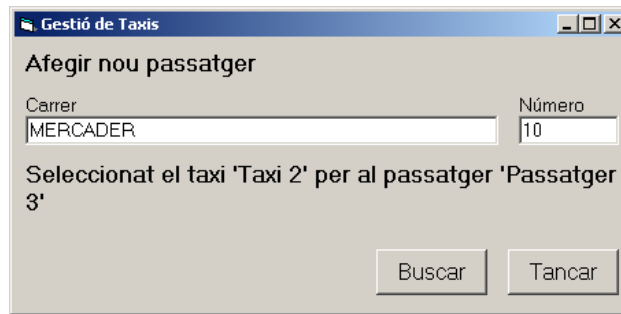 Gestió de Taxis
Afegir nou passatger
Carrer Número
MERCADER 10
Seleccionat el taxi 'Taxi 2' per al passatger 'Passatger
3'
Buscar Tancar